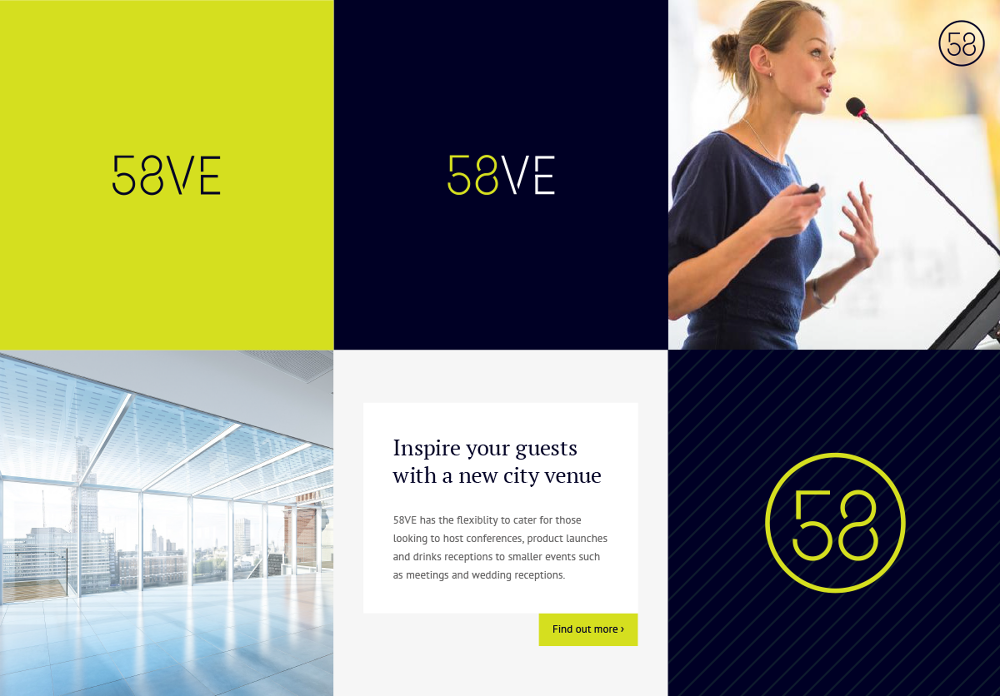 58VE
58VE
58
Inspire your guests
with a new city venue
58VE has the flexiblity to cater for those
looking to host conferences, product launches
and drinks receptions to smaller events such
as meetings and wedding receptions.
Find out more ›
58